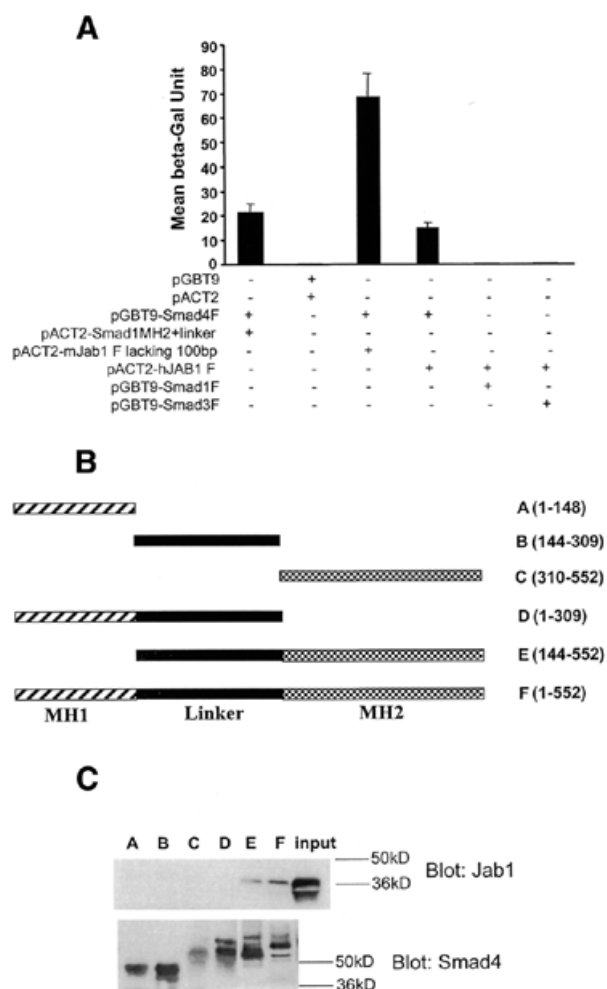 A
Mean beta-Gal Unit
90
80
70
60
50
40
30
20
10
0
pGBT9 - + - - - -
pACT2 - + - - - -
pGBT9-Smad4F + - + + - -
pACT2-Smad1MH2+linker + - - - - -
pACT2-mJab1 F lacking 100bp - - + - - -
pACT2-hJAB1 F - - - + + +
pGBT9-Smad1F - - - - + -
pGBT9-Smad3F - - - - - +
B
A (1-148)
B (144-309)
C (310-552)
D (1-309)
E (144-552)
F (1-552)
MH1 Linker MH2
C
A B C D E F input
50kD
36kD
Blot: Jab1
50kD
Blot: Smad4
36kD